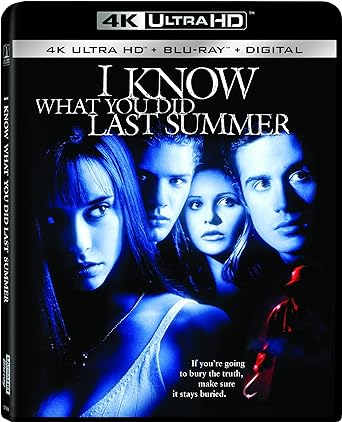 4K ULTRA HD
4K ULTRA HD + BLU-RAY + DIGITAL
I KNOW
WHAT YOU DID
LAST SUMMER
If you're going
to bury the truth,
make sure
it stays buried.
I KNOW WHAT YOU DID LAST SUMMER